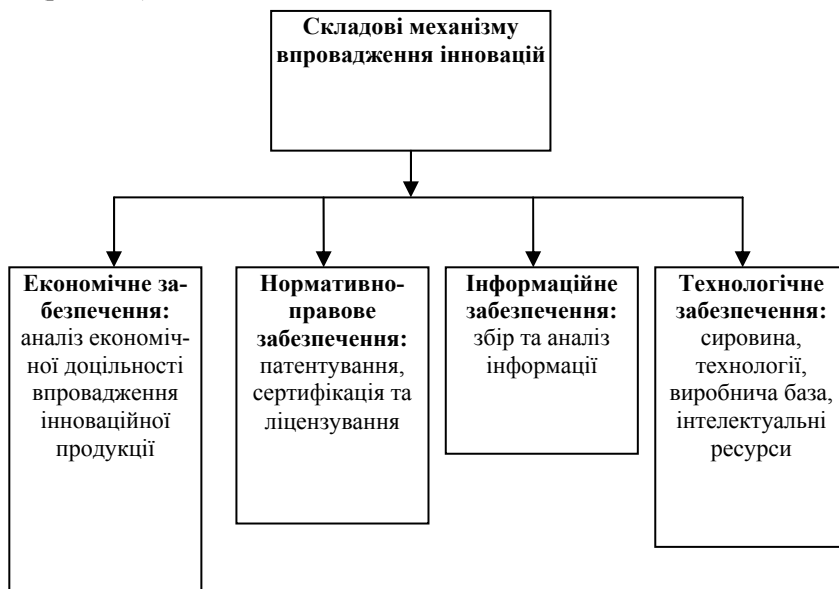 Складові механізму
впровадження інновацій
Економічне за-
безпечення:
аналіз економіч-
ної доцільності
впровадження
інноваційної
продукції
Нормативно-
правове
забезпечення:
патентування,
сертифікація та
ліцензування
Інформаційне
забезпечення:
збір та аналіз
інформації
Технологічне
забезпечення:
сировина,
технології,
виробнича база,
інтелектуальні
ресурси